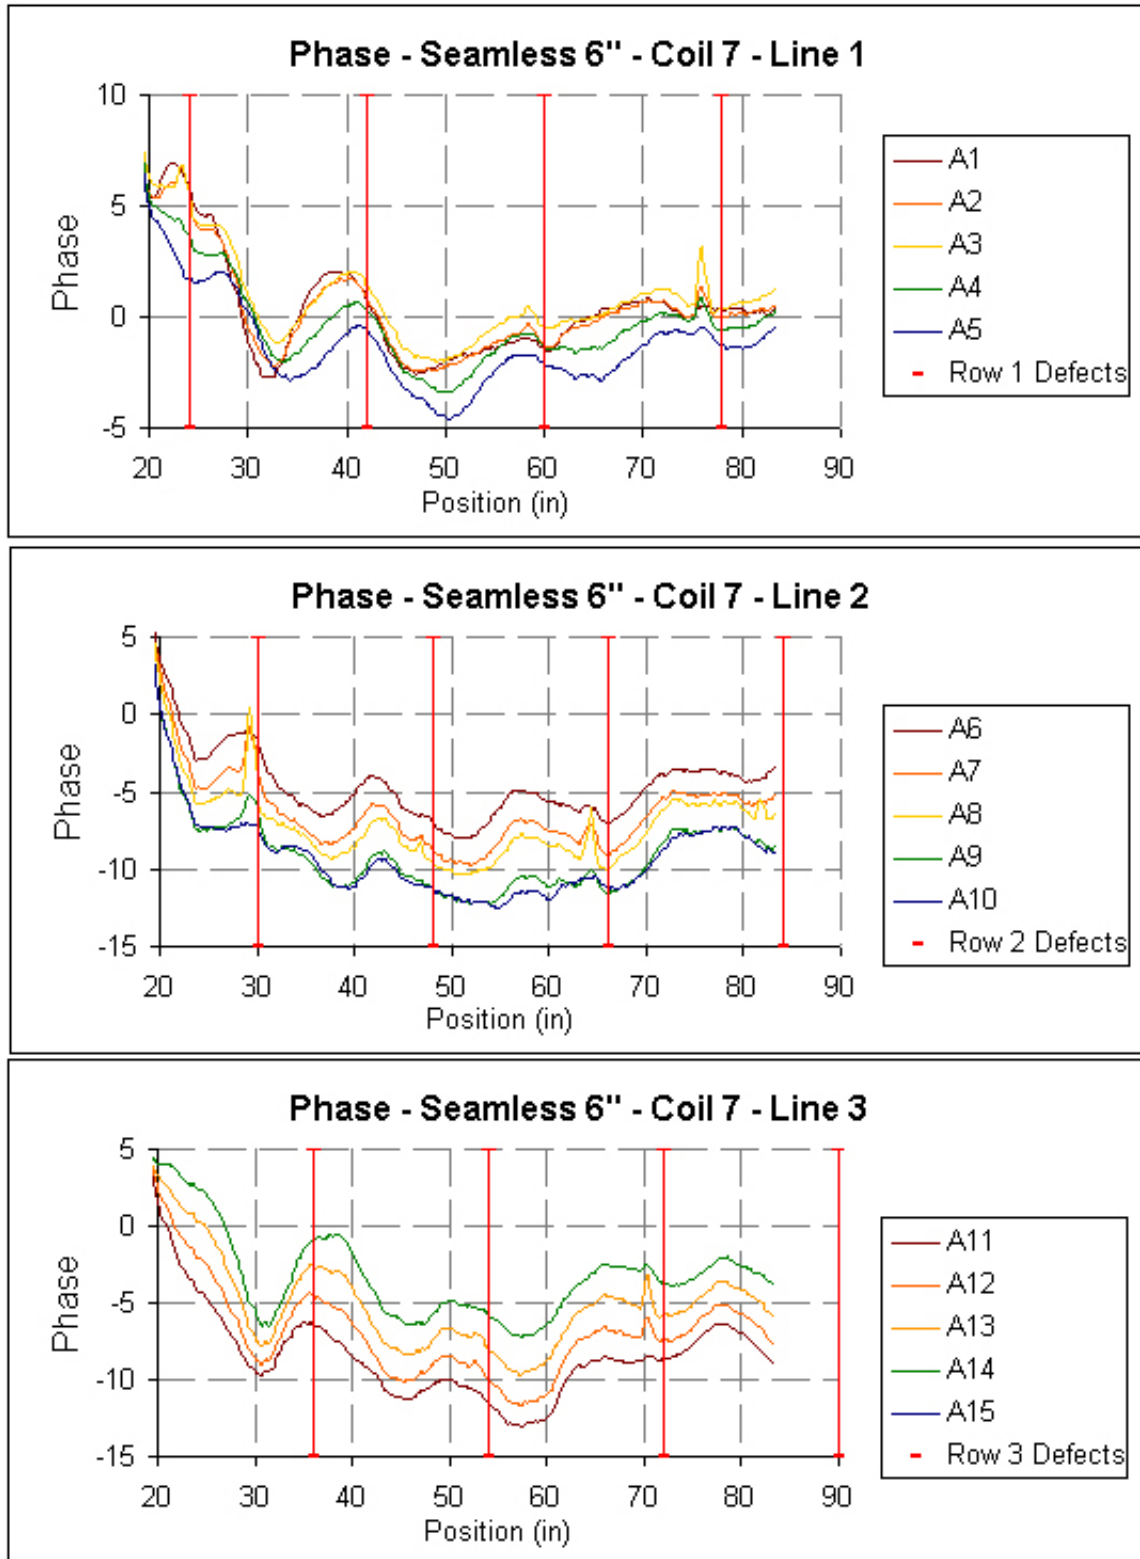 Phase - Seamless 6" - Coil 7 - Line 1
10
5
0
-5
Phase
20 30 40 50 60 70 80 90
Position (in)
A1
A2
A3
A4
A5
Row 1 Defects
Phase - Seamless 6" - Coil 7 - Line 2
5
0
-5
-10
-15
Phase
20 30 40 50 60 70 80 90
Position (in)
A6
A7
A8
A9
A10
Row 2 Defects
Phase - Seamless 6" - Coil 7 - Line 3
5
0
-5
-10
-15
Phase
20 30 40 50 60 70 80 90
Position (in)
A11
A12
A13
A14
A15
Row 3 Defects